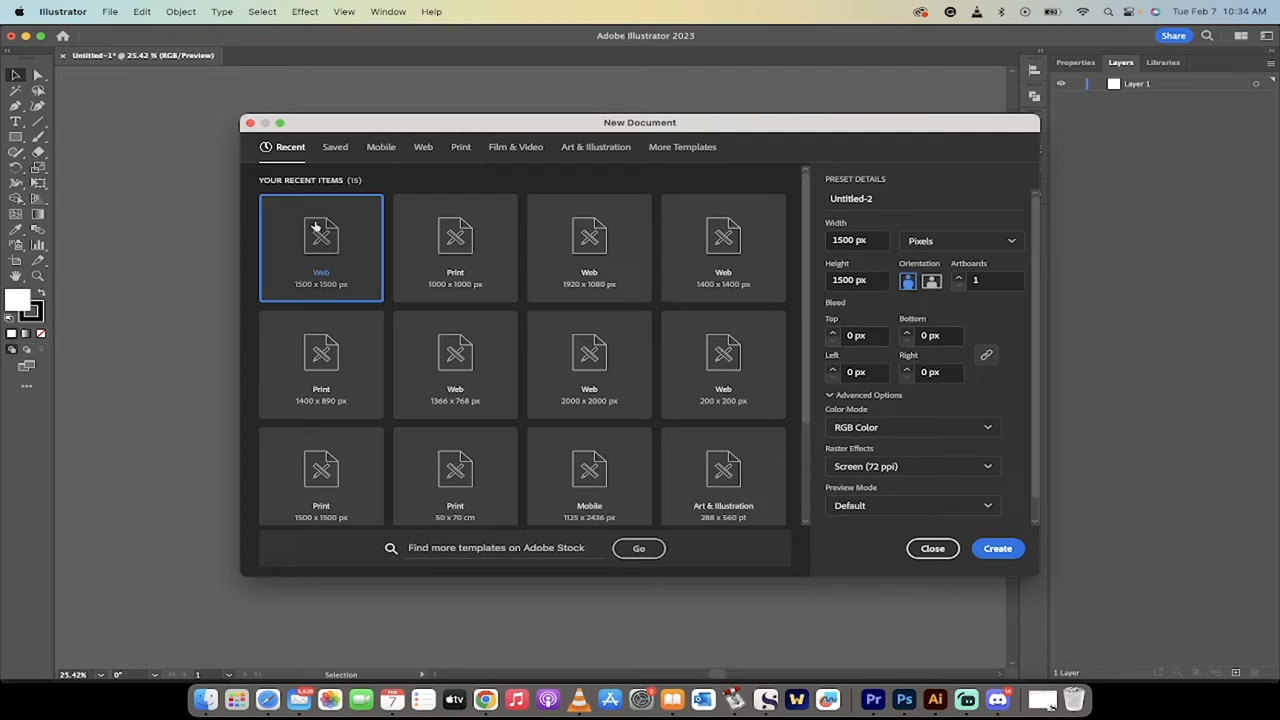 Illustrator File Edit Object Type Select Effect View Window Help Tue Feb 7 10:34 AM
Adobe Illustrator 2023 Share
× Untitled-1* @ 25.42 % (RGB/Preview)
Properties Layers Libraries
Layer 1
New Document
Recent Saved Mobile Web Print Film & Video Art & Illustration More Templates
YOUR RECENT ITEMS (15)
Web
1500 x 1500 px
Print
1000 x 1000 px
Web
1920 x 1080 px
Web
1400 x 1400 px
Print
1400 x 890 px
Web
1366 x 768 px
Web
2000 x 2000 px
Web
200 x 200 px
Print
1500 x 1500 px
Print
50 x 70 cm
Mobile
1125 x 2436 px
Art & Illustration
288 x 560 pt
Find more templates on Adobe Stock Go
PRESET DETAILS
Untitled-2
Width
1500 px Pixels
Height Orientation Artboards
1500 px 1
Bleed
Top Bottom
0 px 0 px
Left Right
0 px 0 px
Advanced Options
Color Mode
RGB Color
Raster Effects
Screen (72 ppi)
Preview Mode
Default
Close Create
25.42% 0° 1 Selection
1 Layer
FEB
7
tv
W
Pr Ps Ai